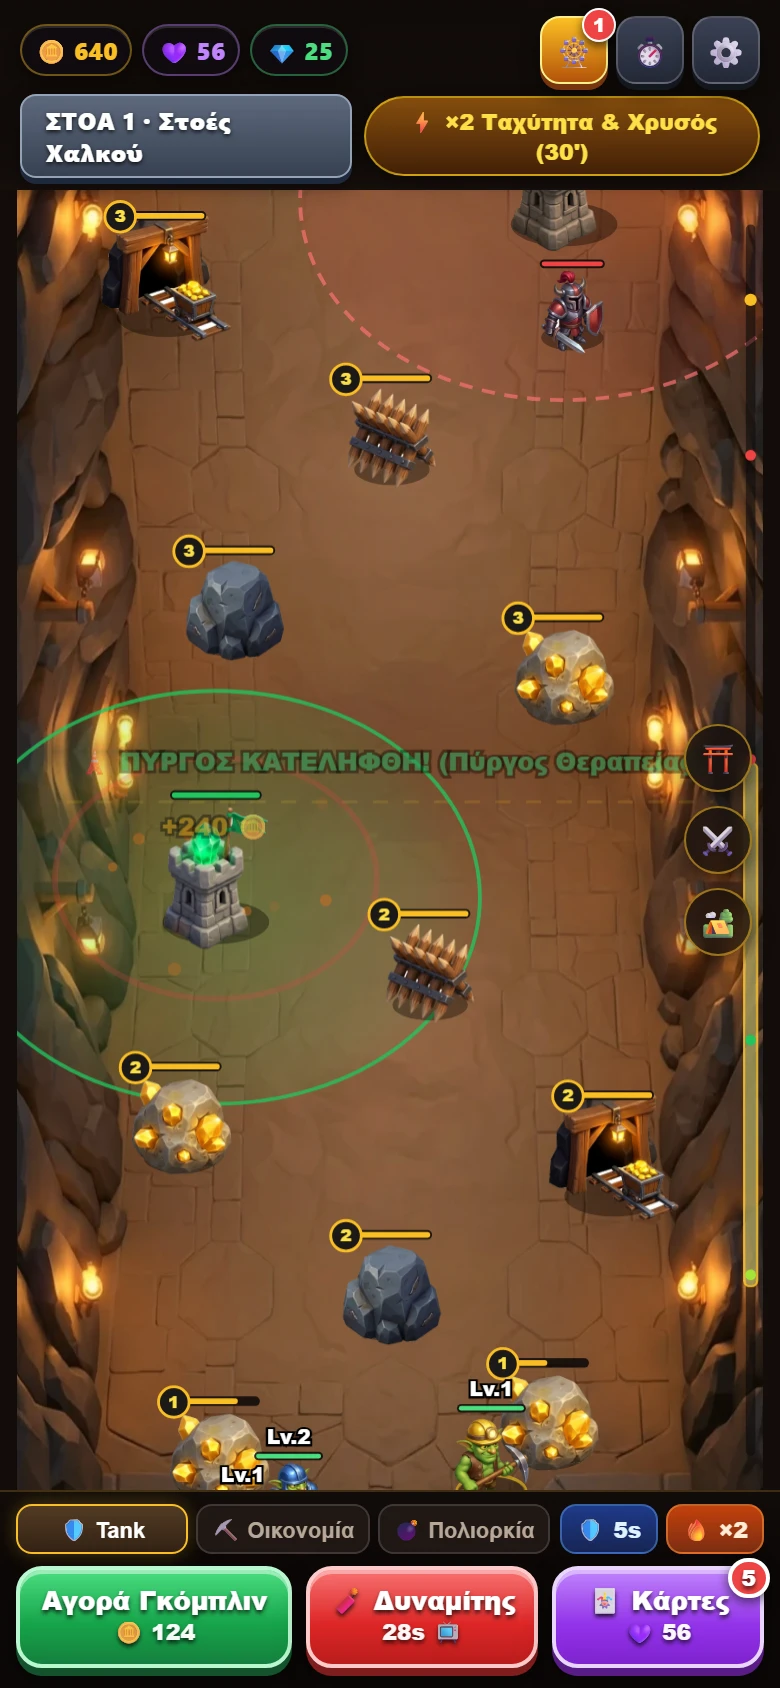 640
56
25
1
ΣΤΟΑ 1 · Στοές
Χαλκού
×2 Ταχύτητα & Χρυσός
(30')
3
3
3
3
ΠΥΡΓΟΣ ΚΑΤΕΛΗΦΘΗ! (Πύργος Θεραπεία
+240
2
2
2
2
1
Lv.1
1
Lv.2
Lv.1
Tank
Οικονομία
Πολιορκία
5s
×2
Αγορά Γκόμπλιν
124
Δυναμίτης
28s
5
Κάρτες
56